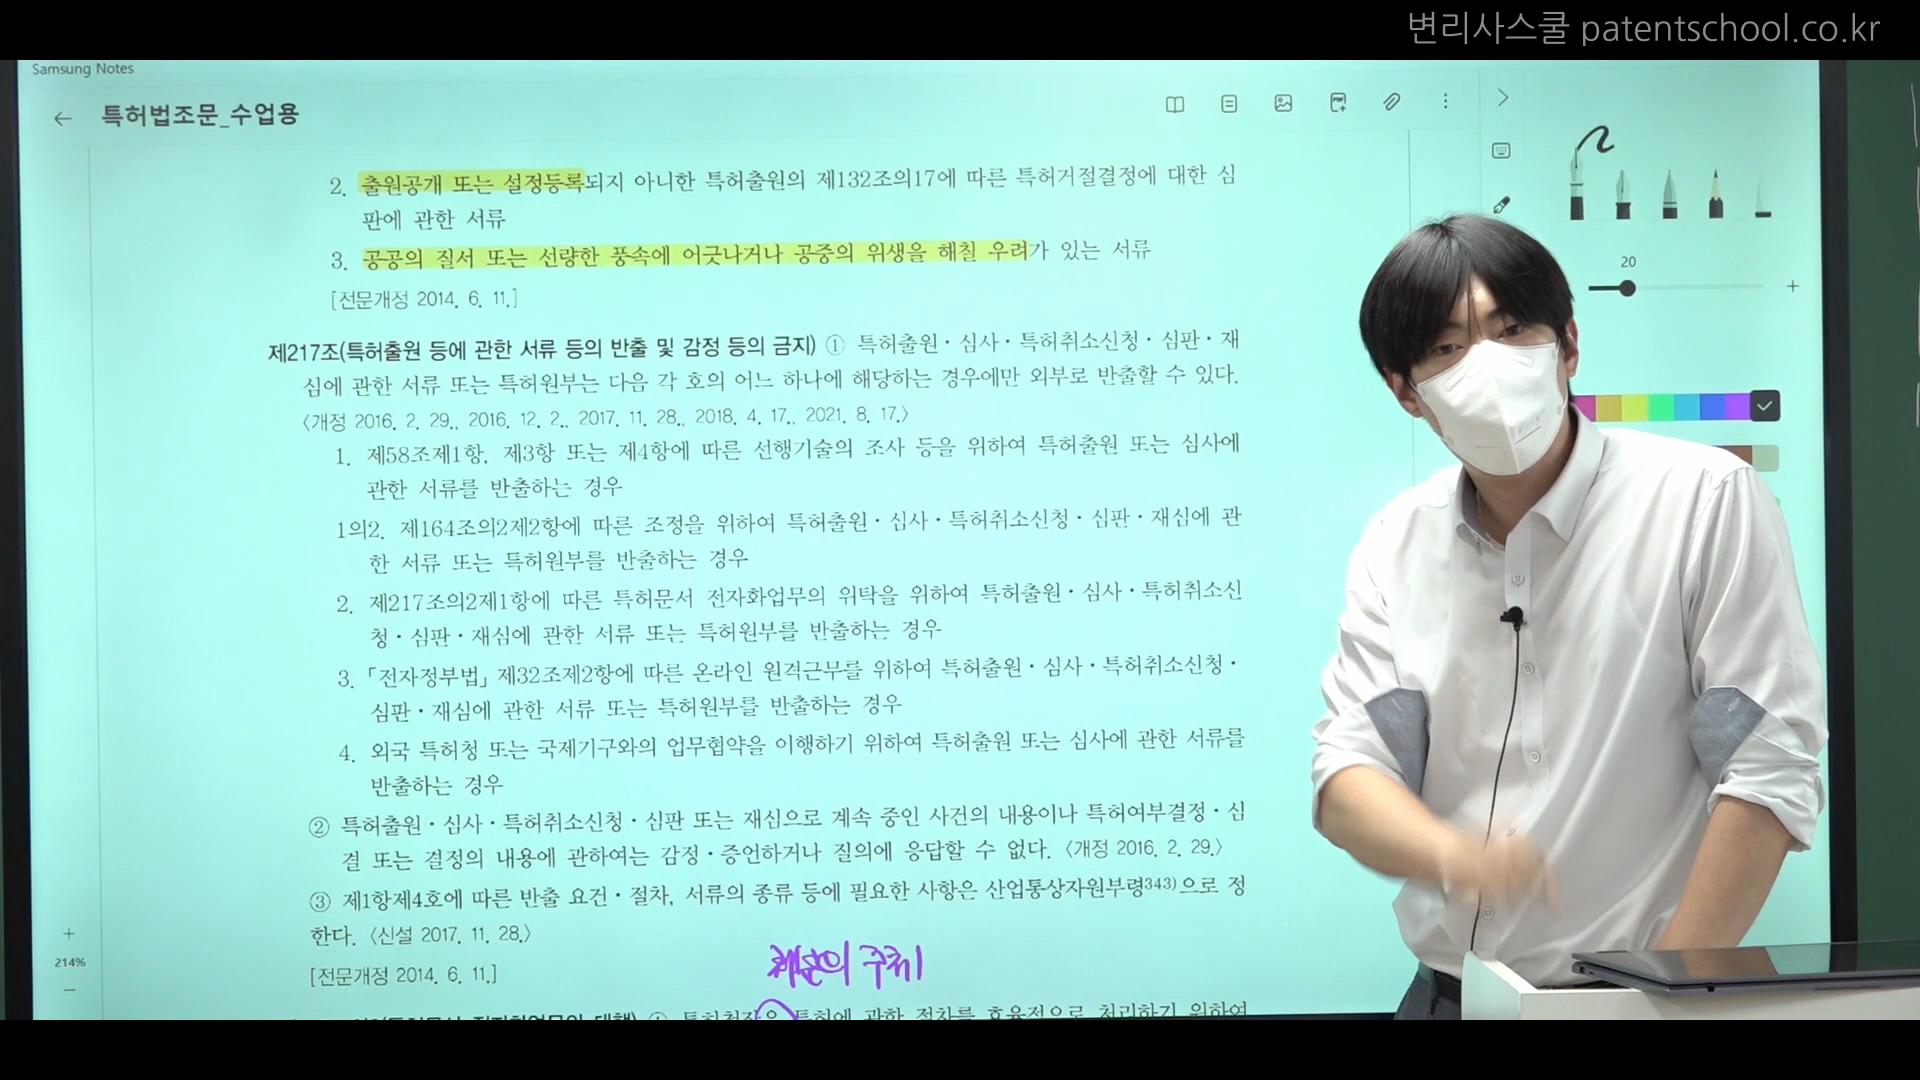 변리사스쿨 patentschool.co.kr
Samsung Notes
특허법조문_수업용
2. 출원공개 또는 설정등록되지 아니한 특허출원의 제132조의17에 따른 특허거절결정에 대한 심
판에 관한 서류
3. 공공의 질서 또는 선량한 풍속에 어긋나거나 공중의 위생을 해칠 우려가 있는 서류
[전문개정 2014. 6. 11.]
제217조(특허출원 등에 관한 서류 등의 반출 및 감정 등의 금지) ① 특허출원·심사·특허취소신청·심판·재
심에 관한 서류 또는 특허원부는 다음 각 호의 어느 하나에 해당하는 경우에만 외부로 반출할 수 있다.
〈개정 2016. 2. 29., 2016. 12. 2., 2017. 11. 28., 2018. 4. 17., 2021. 8. 17.〉
1. 제58조제1항, 제3항 또는 제4항에 따른 선행기술의 조사 등을 위하여 특허출원 또는 심사에
관한 서류를 반출하는 경우
1의2. 제164조의2제2항에 따른 조정을 위하여 특허출원·심사·특허취소신청·심판·재심에 관
한 서류 또는 특허원부를 반출하는 경우
2. 제217조의2제1항에 따른 특허문서 전자화업무의 위탁을 위하여 특허출원·심사·특허취소신
청·심판·재심에 관한 서류 또는 특허원부를 반출하는 경우
3. 「전자정부법」 제32조제2항에 따른 온라인 원격근무를 위하여 특허출원·심사·특허취소신청·
심판·재심에 관한 서류 또는 특허원부를 반출하는 경우
4. 외국 특허청 또는 국제기구와의 업무협약을 이행하기 위하여 특허출원 또는 심사에 관한 서류를
반출하는 경우
② 특허출원·심사·특허취소신청·심판 또는 재심으로 계속 중인 사건의 내용이나 특허여부결정·심
결 또는 결정의 내용에 관하여는 감정·증언하거나 질의에 응답할 수 없다. 〈개정 2016. 2. 29.〉
③ 제1항제4호에 따른 반출 요건·절차, 서류의 종류 등에 필요한 사항은 산업통상자원부령343)으로 정
한다. 〈신설 2017. 11. 28.〉
[전문개정 2014. 6. 11.]
특허에 관한 절차를 효율적으로 처리하기 위하여
20
214%